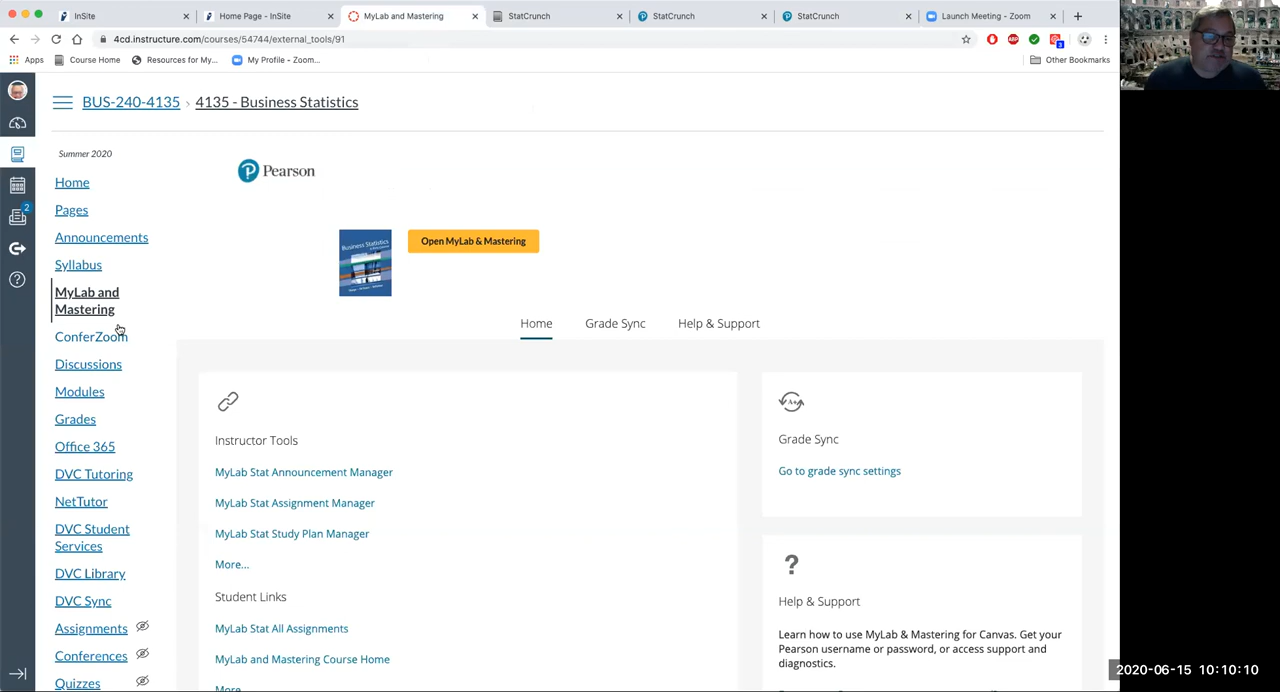 InSite
Home Page - InSite
MyLab and Mastering
StatCrunch
StatCrunch
StatCrunch
Launch Meeting - Zoom
4cd.instructure.com/courses/54744/external_tools/91
ABP
3
Apps
Course Home
Resources for My...
My Profile - Zoom...
Other Bookmarks
BUS-240-4135 › 4135 - Business Statistics
Summer 2020
Home
Pages
2
Announcements
Syllabus
MyLab and
Mastering
ConferZoom
Discussions
Modules
Grades
Office 365
DVC Tutoring
NetTutor
DVC Student
Services
DVC Library
DVC Sync
Assignments
Conferences
Quizzes
Pearson
Business Statistics
Open MyLab & Mastering
Home
Grade Sync
Help & Support
Instructor Tools
MyLab Stat Announcement Manager
MyLab Stat Assignment Manager
MyLab Stat Study Plan Manager
More...
Student Links
MyLab Stat All Assignments
MyLab and Mastering Course Home
More
A+
Grade Sync
Go to grade sync settings
?
Help & Support
Learn how to use MyLab & Mastering for Canvas. Get your
Pearson username or password, or access support and
diagnostics.
2020-06-15 10:10:10